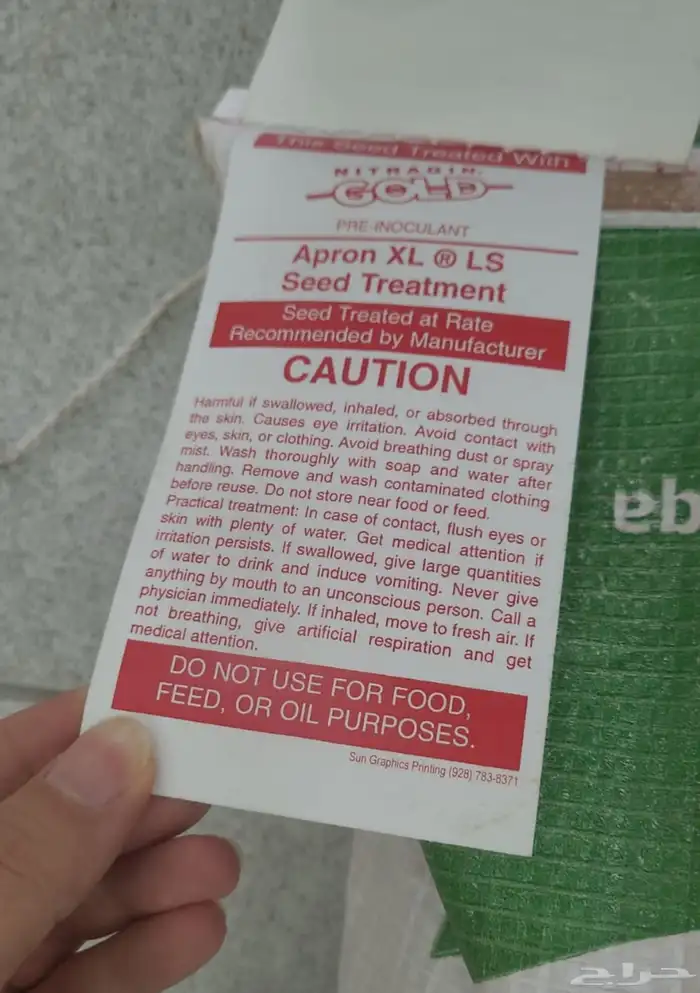 This Seed Treated With
NITRAGIN
GOLD
PRE-INOCULANT
Apron XL ® LS
Seed Treatment
Seed Treated at Rate
Recommended by Manufacturer
CAUTION
Harmful if swallowed, inhaled, or absorbed through
the skin. Causes eye irritation. Avoid contact with
eyes, skin, or clothing. Avoid breathing dust or spray
mist. Wash thoroughly with soap and water after
handling. Remove and wash contaminated clothing
before reuse. Do not store near food or feed.
Practical treatment: In case of contact, flush eyes or
skin with plenty of water. Get medical attention if
irritation persists. If swallowed, give large quantities
of water to drink and induce vomiting. Never give
anything by mouth to an unconscious person. Call a
physician immediately. If inhaled, move to fresh air. If
not breathing, give artificial respiration and get
medical attention.
DO NOT USE FOR FOOD,
FEED, OR OIL PURPOSES.
Sun Graphics Printing (928) 783-8371
حراج